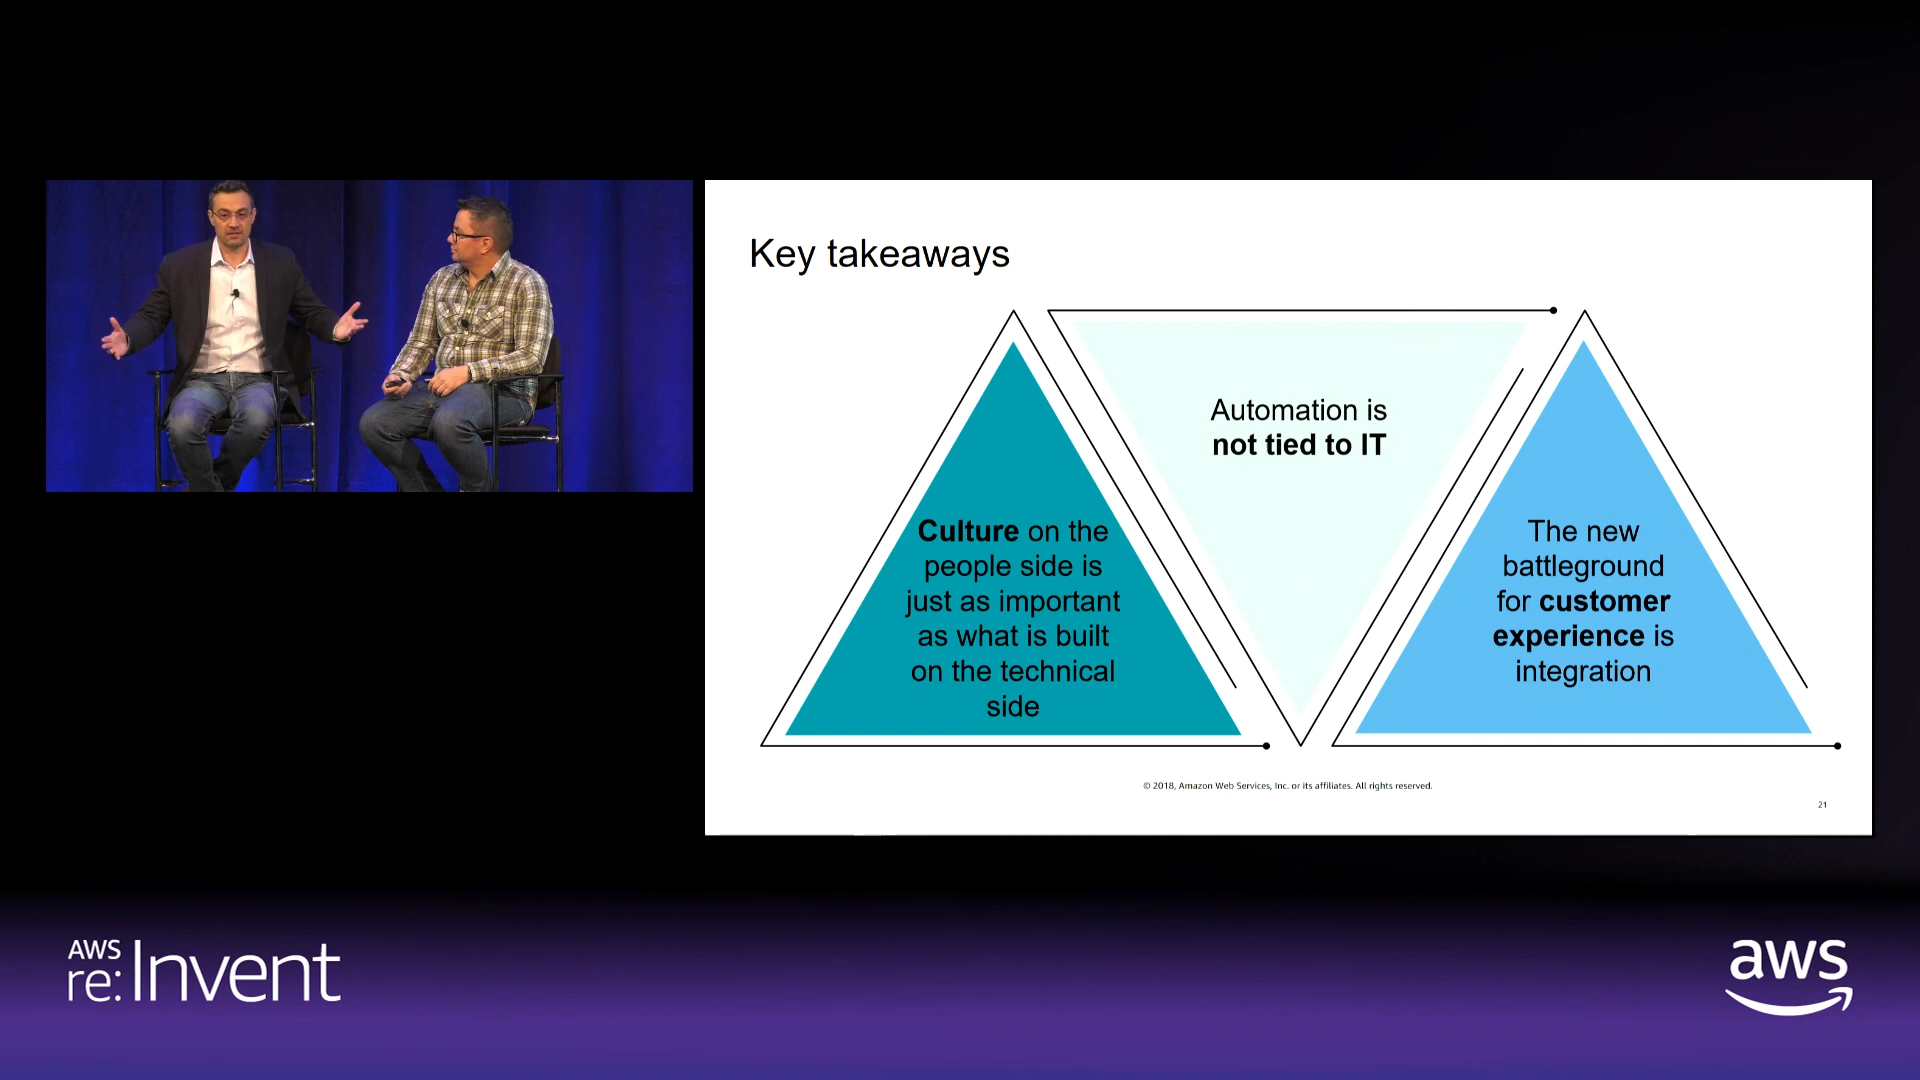 Key takeaways
Automation is
not tied to IT
Culture on the
people side is
just as important
as what is built
on the technical
side
The new
battleground
for customer
experience is
integration
© 2018, Amazon Web Services, Inc. or its affiliates. All rights reserved.
21
AWS
re:Invent
aws